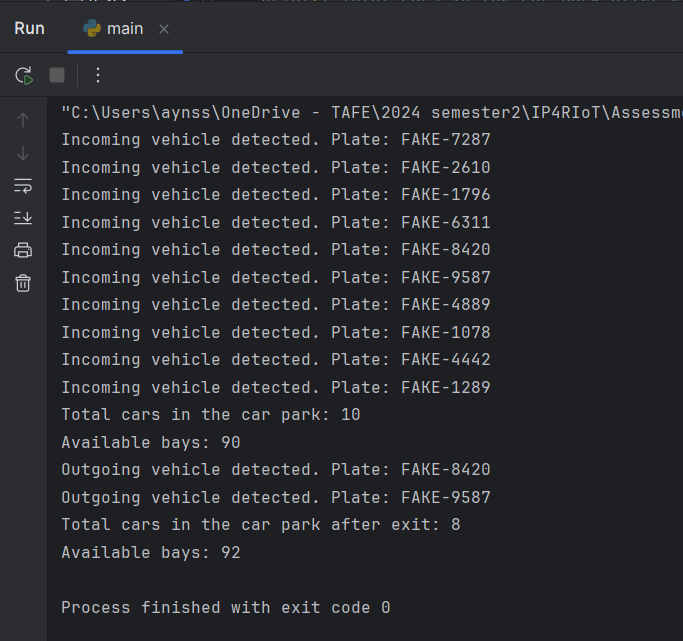 Run main
"C:\Users\aynss\OneDrive - TAFE\2024 semester2\IP4RIoT\Assessm
Incoming vehicle detected. Plate: FAKE-7287
Incoming vehicle detected. Plate: FAKE-2610
Incoming vehicle detected. Plate: FAKE-1796
Incoming vehicle detected. Plate: FAKE-6311
Incoming vehicle detected. Plate: FAKE-8420
Incoming vehicle detected. Plate: FAKE-9587
Incoming vehicle detected. Plate: FAKE-4889
Incoming vehicle detected. Plate: FAKE-1078
Incoming vehicle detected. Plate: FAKE-4442
Incoming vehicle detected. Plate: FAKE-1289
Total cars in the car park: 10
Available bays: 90
Outgoing vehicle detected. Plate: FAKE-8420
Outgoing vehicle detected. Plate: FAKE-9587
Total cars in the car park after exit: 8
Available bays: 92
Process finished with exit code 0